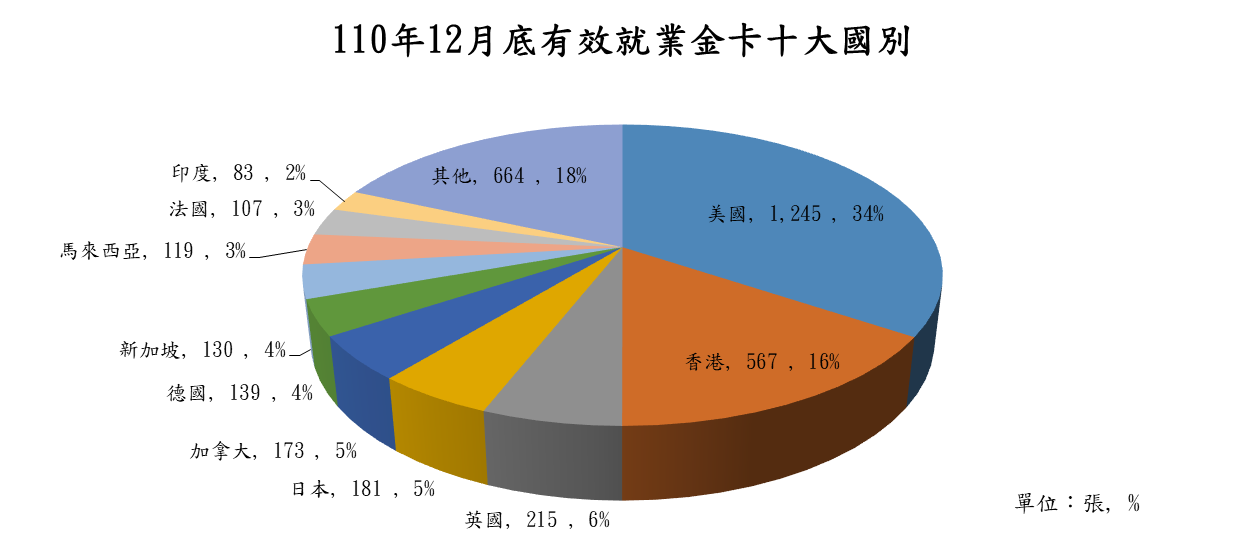 110年12月底有效就業金卡十大國別
印度, 83 , 2%
其他, 664 , 18%
法國, 107 , 3%
美國, 1,245 , 34%
馬來西亞, 119 , 3%
新加坡, 130 , 4%
香港, 567 , 16%
德國, 139 , 4%
加拿大, 173 , 5%
日本, 181 , 5%
英國, 215 , 6%
單位：張, %